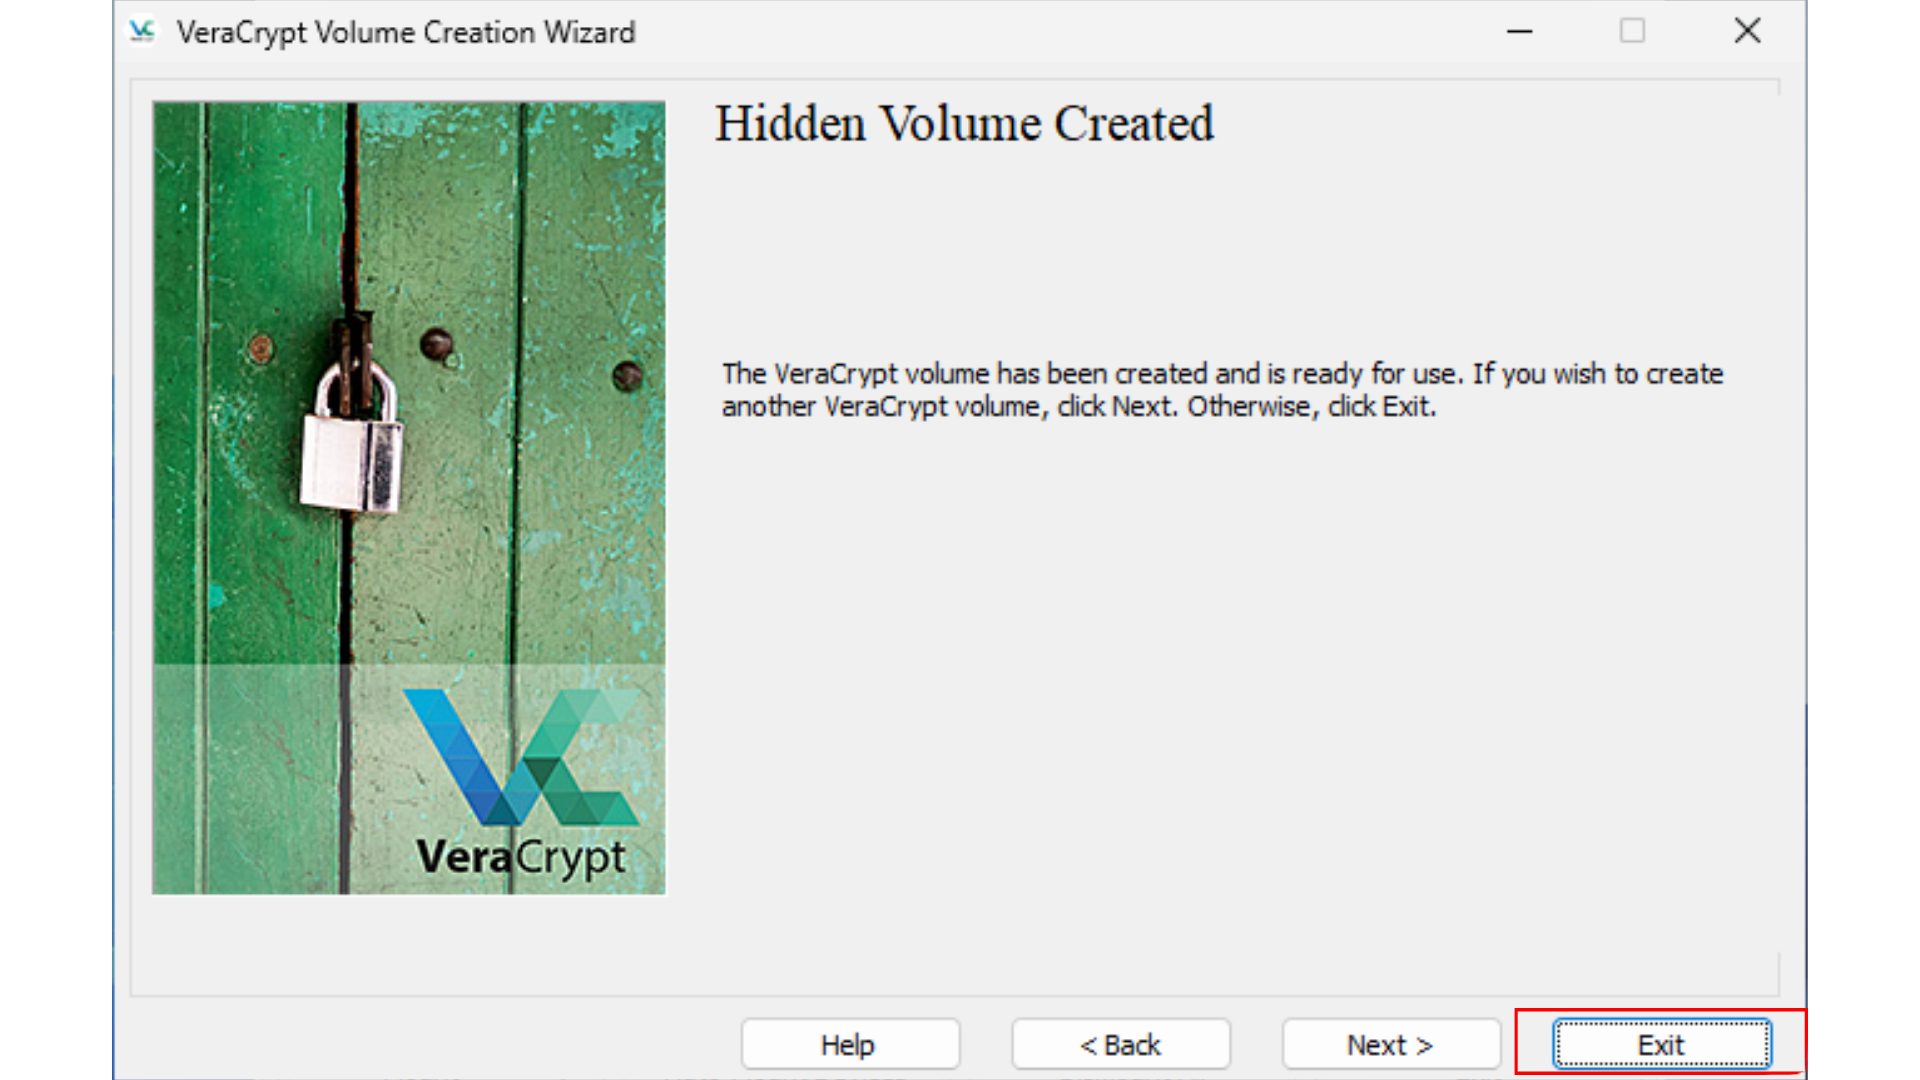 VeraCrypt Volume Creation Wizard
Hidden Volume Created
The VeraCrypt volume has been created and is ready for use. If you wish to create
another VeraCrypt volume, click Next. Otherwise, click Exit.
VeraCrypt
Help
< Back
Next >
Exit